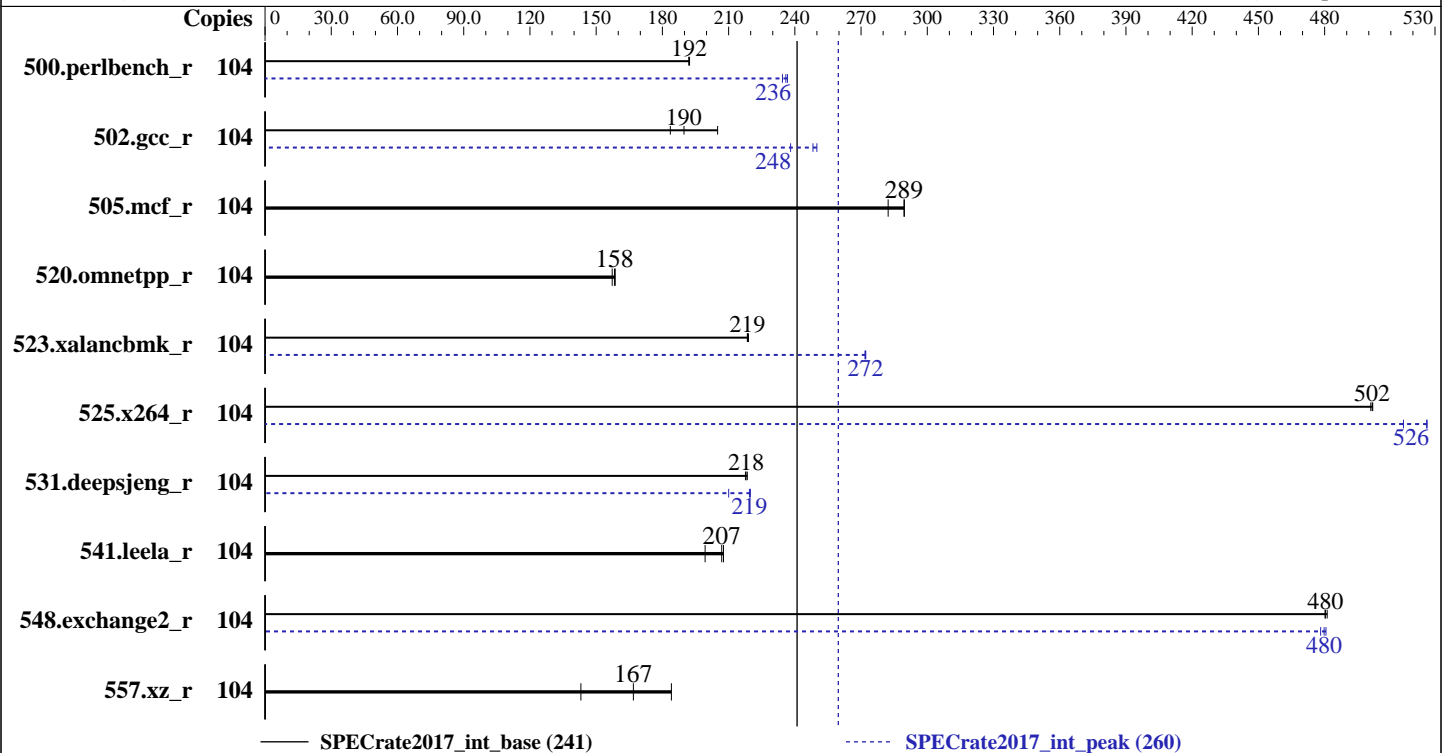 Copies 0 30.0 60.0 90.0 120 150 180 210 240 270 300 330 360 390 420 450 480 530
192
500.perlbench_r 104
236
190
502.gcc_r 104
248
289
505.mcf_r 104
158
520.omnetpp_r 104
219
523.xalancbmk_r 104
272
502
525.x264_r 104
526
218
531.deepsjeng_r 104
219
207
541.leela_r 104
480
548.exchange2_r 104
480
167
557.xz_r 104
SPECrate2017_int_base (241) SPECrate2017_int_peak (260)